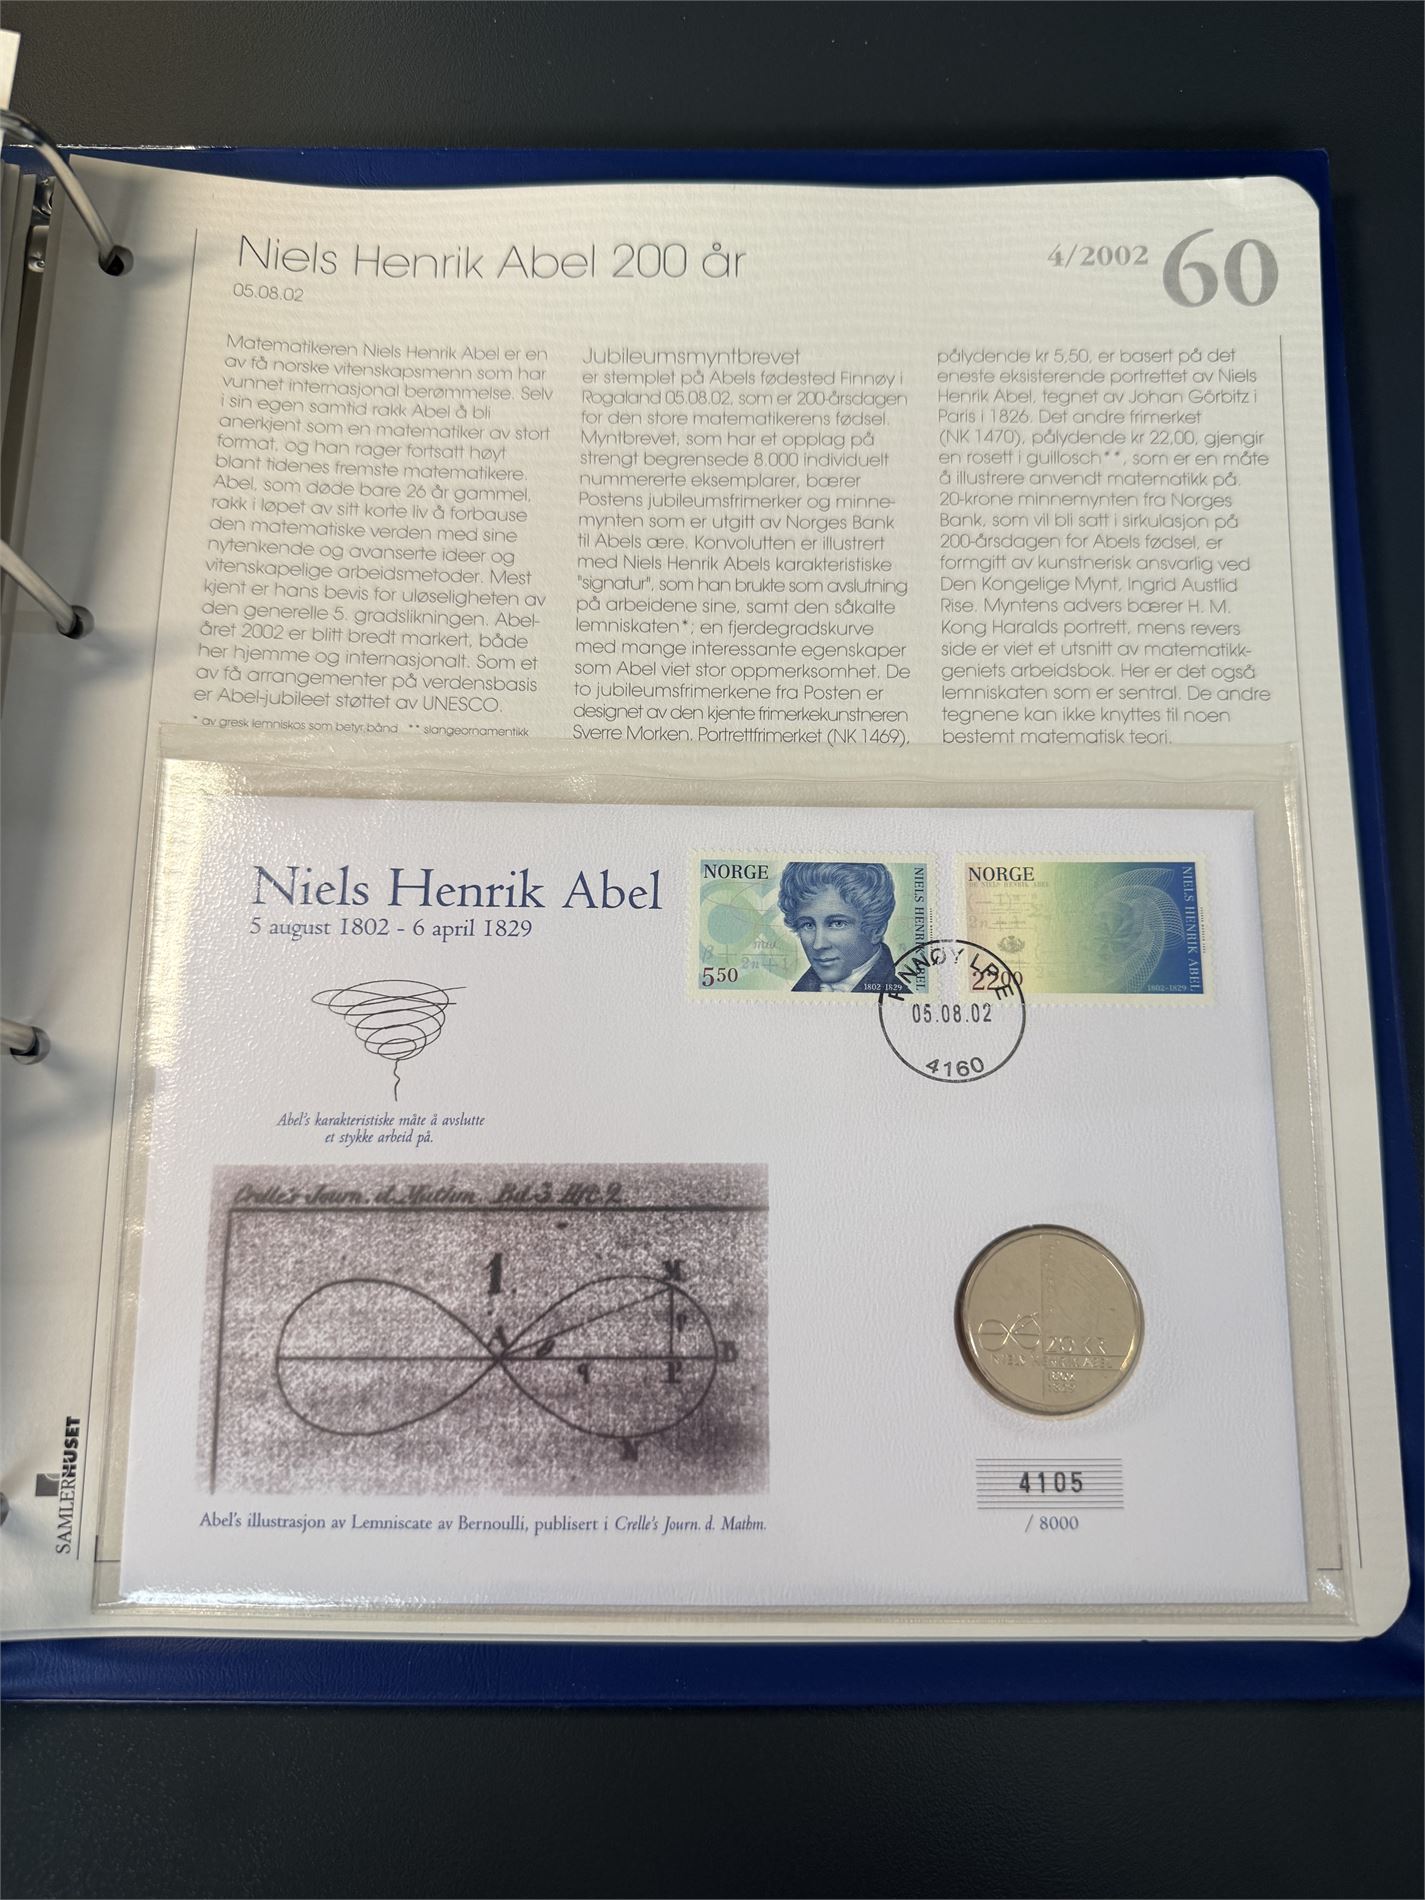 Niels Henrik Abel 200 år
05.08.02
4/2002 60
Matematikeren Niels Henrik Abel er en
av få norske vitenskapsmenn som har
vunnet internasjonal berømmelse. Selv
i sin egen samtid rakk Abel å bli
anerkjent som en matematiker av stort
format, og han rager fortsatt høyt
blant tidenes fremste matematikere.
Abel, som døde bare 26 år gammel,
rakk i løpet av sitt korte liv å forbause
den matematiske verden med sine
nytenkende og avanserte ideer og
vitenskapelige arbeidsmetoder. Mest
kjent er hans bevis for uløseligheten av
den generelle 5. gradslikningen. Abel-
året 2002 er blitt bredt markert, både
her hjemme og internasjonalt. Som et
av få arrangementer på verdensbasis
er Abel-jubileet støttet av UNESCO.
* av gresk lemniskos som betyr bånd ** slangeornamentikk
Jubileumsmyntbrevet
er stemplet på Abels fødested Finnøy i
Rogaland 05.08.02, som er 200-årsdagen
for den store matematikerens fødsel.
Myntbrevet, som har et opplag på
strengt begrensede 8.000 individuelt
nummererte eksemplarer, bærer
Postens jubileumsfrimerker og minne-
mynten som er utgitt av Norges Bank
til Abels ære. Konvolutten er illustrert
med Niels Henrik Abels karakteristiske
"signatur", som han brukte som avslutning
på arbeidene sine, samt den såkalte
lemniskaten*; en fjerdegradskurve
med mange interessante egenskaper
som Abel viet stor oppmerksomhet. De
to jubileumsfrimerkene fra Posten er
designet av den kjente frimerkekunstneren
Sverre Morken. Portrettfrimerket (NK 1469),
pålydende kr 5,50, er basert på det
eneste eksisterende portrettet av Niels
Henrik Abel, tegnet av Johan Görbitz i
Paris i 1826. Det andre frimerket
(NK 1470), pålydende kr 22,00, gjengir
en rosett i guillosch**, som er en måte
å illustrere anvendt matematikk på.
20-krone minnemynten fra Norges
Bank, som vil bli satt i sirkulasjon på
200-årsdagen for Abels fødsel, er
formgitt av kunstnerisk ansvarlig ved
Den Kongelige Mynt, Ingrid Austlid
Rise. Myntens advers bærer H. M.
Kong Haralds portrett, mens revers
side er viet et utsnitt av matematikk-
geniets arbeidsbok. Her er det også
lemniskaten som er sentral. De andre
tegnene kan ikke knyttes til noen
bestemt matematisk teori.
Niels Henrik Abel
5 august 1802 - 6 april 1829
NORGE
NIELS HENRIK ABEL
2n+1
5 50
1802-1829
NORGE
NIELS HENRIK ABEL
22 00
1802-1829
FINNØY
05.08.02
4160
Abel's karakteristiske måte å avslutte
et stykke arbeid på.
Crelle's Journ. d. Mathm. Bd.3. Hft.2
1.
M
A
B
q
P
N
20 KR
NIELS HENRIK ABEL
1802
1829
4105
/ 8000
Abel's illustrasjon av Lemniscate av Bernoulli, publisert i Crelle's Journ. d. Mathm.
SAMLERHUSET